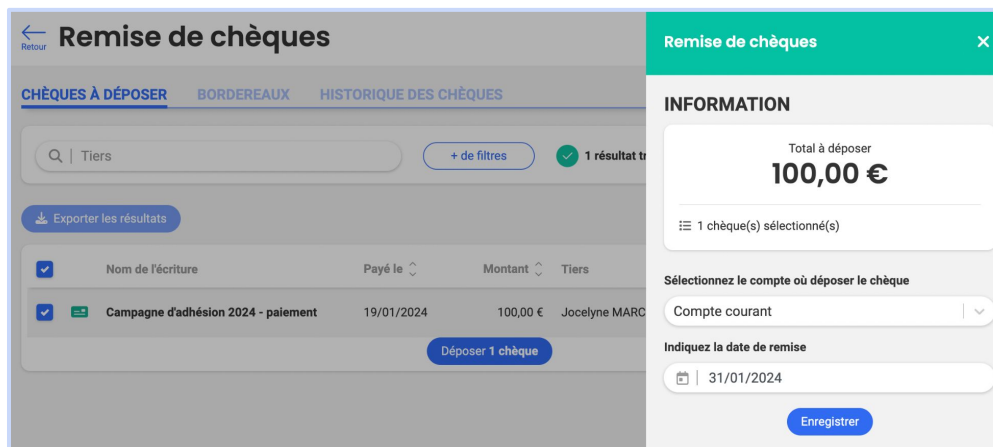 Retour
Remise de chèques
CHÈQUES À DÉPOSER BORDEREAUX HISTORIQUE DES CHÈQUES
Tiers
+ de filtres
1 résultat
Exporter les résultats
Nom de l'écriture Payé le Montant Tiers
Campagne d'adhésion 2024 - paiement 19/01/2024 100,00 € Jocelyne
Déposer 1 chèque
Remise de chèques
INFORMATION
Total à déposer
100,00 €
1 chèque(s) sélectionné(s)
Sélectionnez le compte où déposer le chèque
Compte courant
Indiquez la date de remise
31/01/2024
Enregistrer